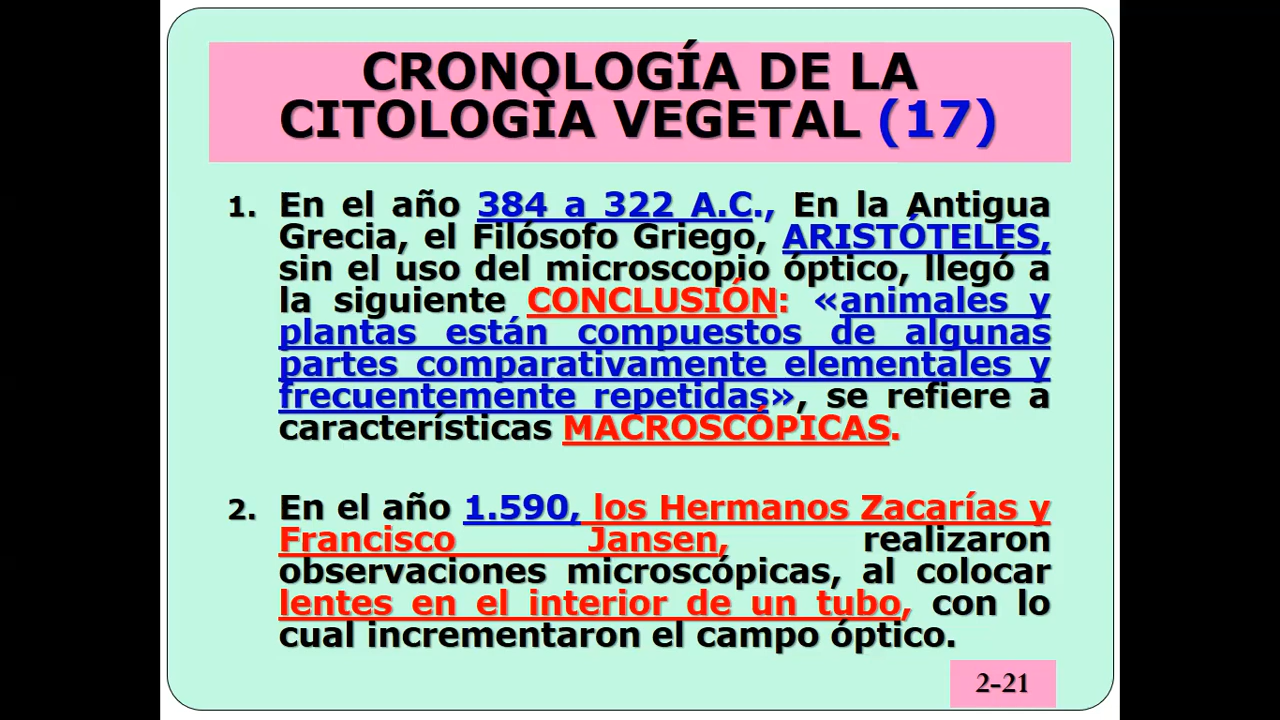 CRONOLOGÍA DE LA
CITOLOGÍA VEGETAL (17)
1. En el año 384 a 322 A.C., En la Antigua
Grecia, el Filósofo Griego, ARISTÓTELES,
sin el uso del microscopio óptico, llegó a
la siguiente CONCLUSIÓN: «animales y
plantas están compuestos de algunas
partes comparativamente elementales y
frecuentemente repetidas», se refiere a
características MACROSCÓPICAS.
2. En el año 1.590, los Hermanos Zacarías y
Francisco Jansen, realizaron
observaciones microscópicas, al colocar
lentes en el interior de un tubo, con lo
cual incrementaron el campo óptico.
2-21